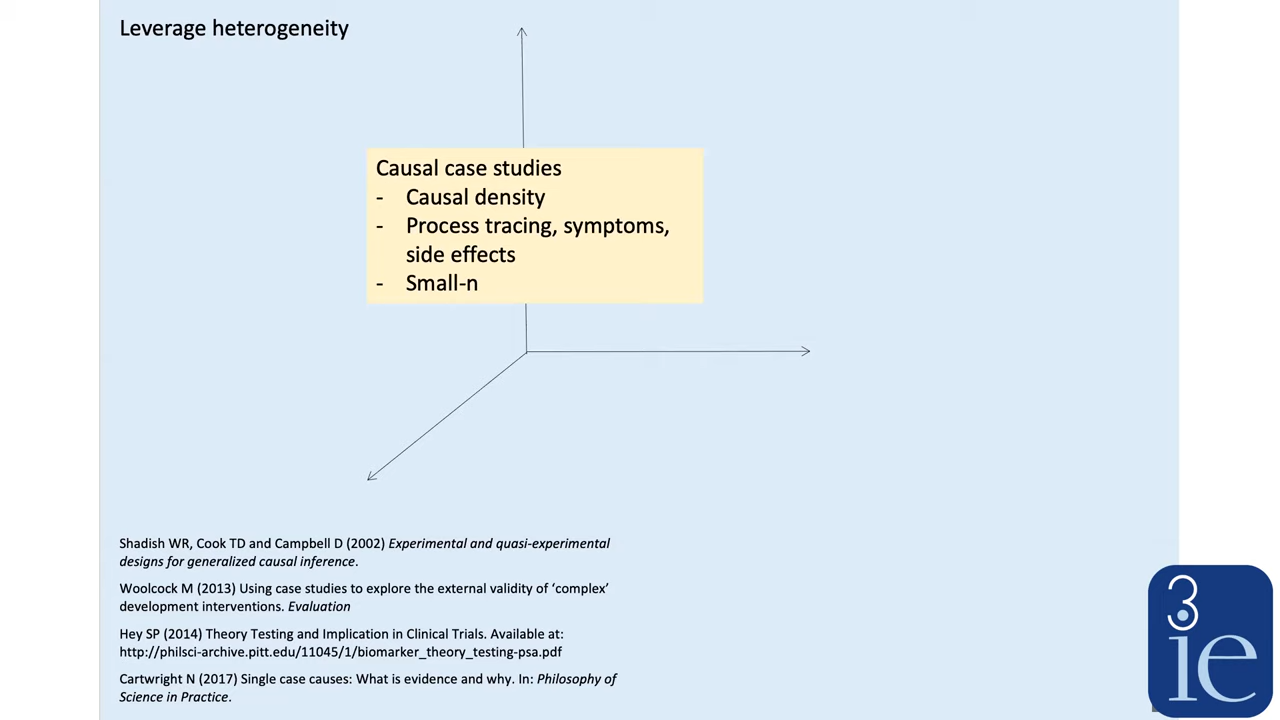 Leverage heterogeneity
Causal case studies
- Causal density
- Process tracing, symptoms,
side effects
- Small-n
Shadish WR, Cook TD and Campbell D (2002) Experimental and quasi-experimental
designs for generalized causal inference.
Woolcock M (2013) Using case studies to explore the external validity of ‘complex’
development interventions. Evaluation
Hey SP (2014) Theory Testing and Implication in Clinical Trials. Available at:
http://philsci-archive.pitt.edu/11045/1/biomarker_theory_testing-psa.pdf
Cartwright N (2017) Single case causes: What is evidence and why. In: Philosophy of
Science in Practice.
3
ie